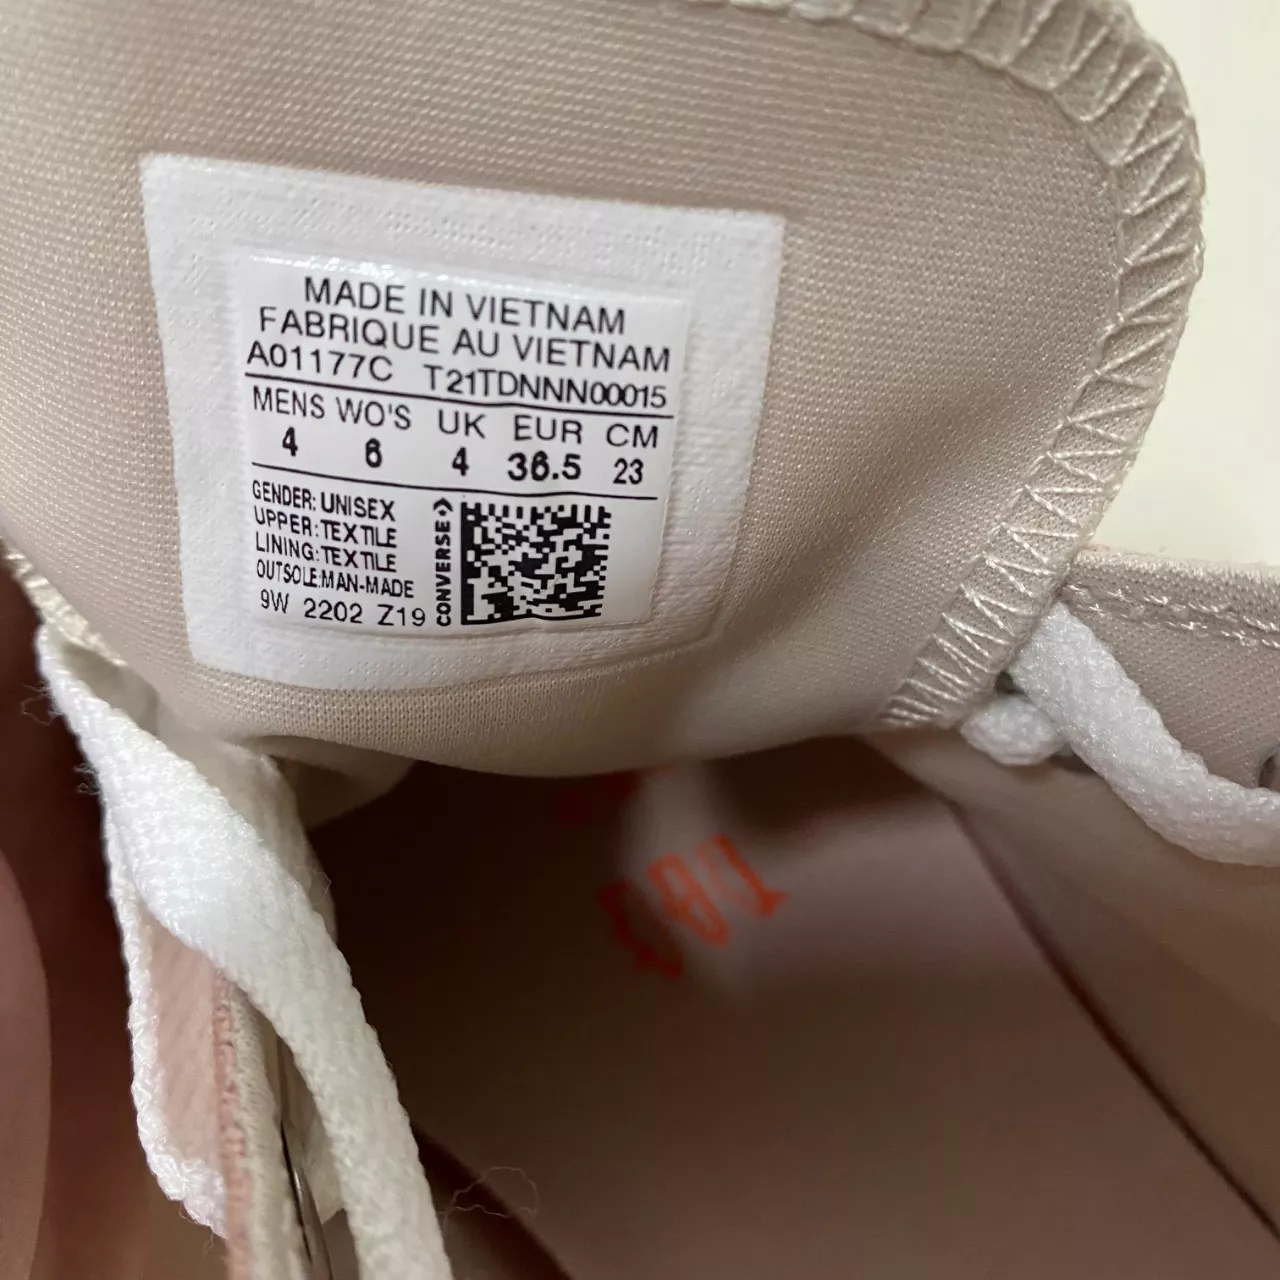 MADE IN VIETNAM
FABRIQUE AU VIETNAM
A01177C T21TDNNN00015
MENS WO'S UK EUR CM
4 6 4 36.5 23
GENDER: UNISEX
UPPER: TEXTILE
LINING: TEXTILE
OUTSOLE: MAN-MADE
9W 2202 Z19
CONVERSE